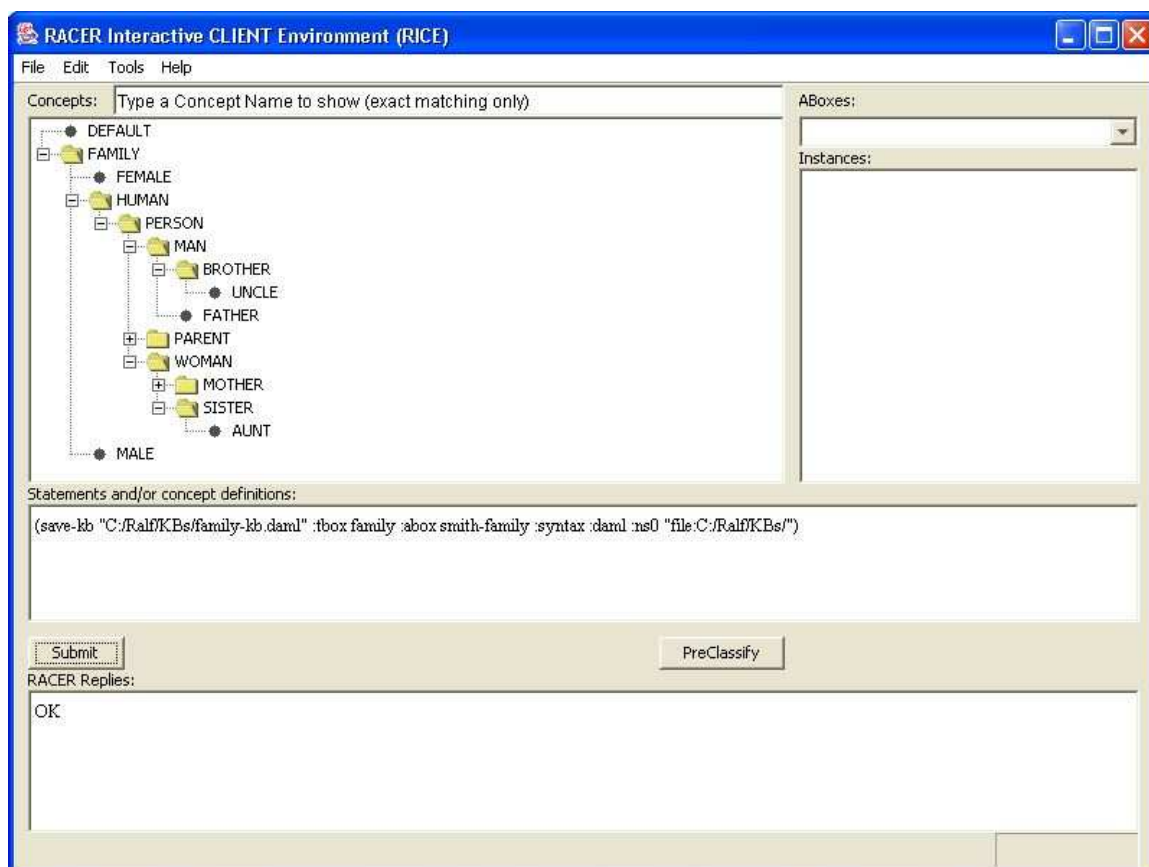 RACER Interactive CLIENT Environment (RICE)
File Edit Tools Help
Concepts: Type a Concept Name to show (exact matching only)
ABoxes:
DEFAULT
FAMILY
FEMALE
HUMAN
PERSON
MAN
BROTHER
UNCLE
FATHER
PARENT
WOMAN
MOTHER
SISTER
AUNT
MALE
Instances:
Statements and/or concept definitions:
(save-kb "C:/Ralf/KBs/family-kb.daml" :tbox family :abox smith-family :syntax :daml :ns0 "file:C:/Ralf/KBs/")
Submit PreClassify
RACER Replies:
OK